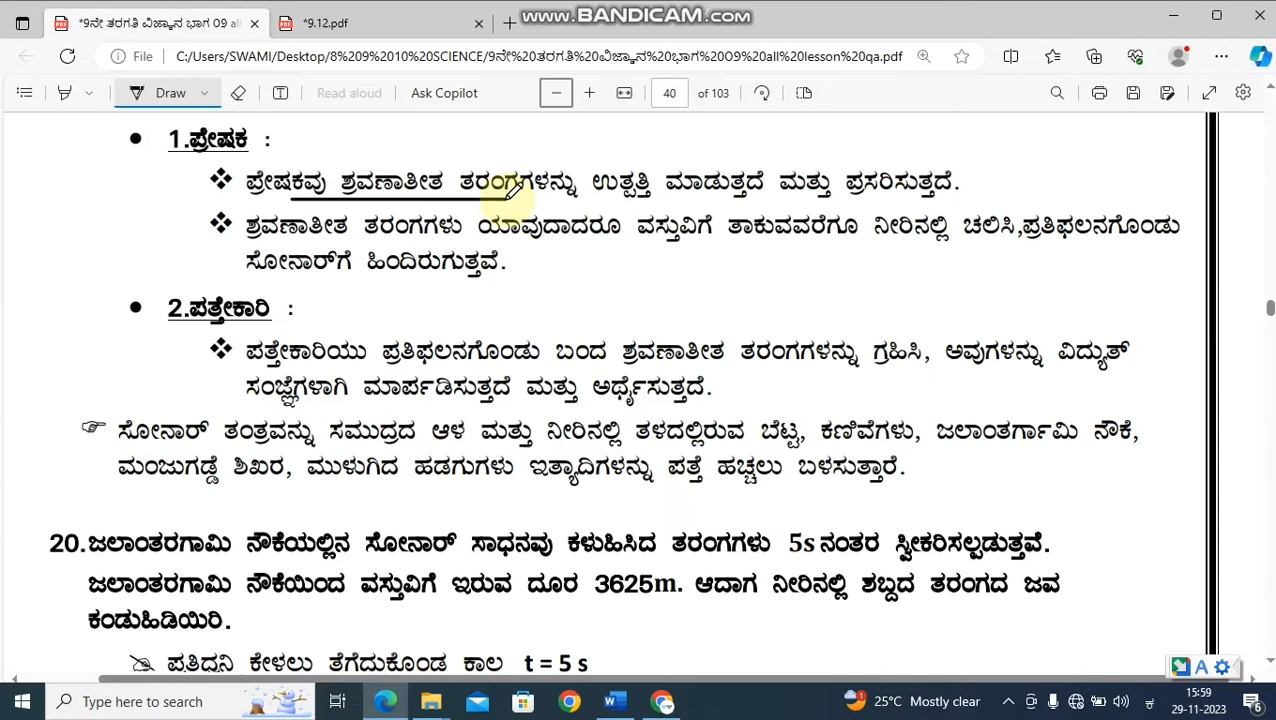 www.BANDICAM.com
*9ನೇ ತರಗತಿ ವಿಜ್ಞಾನ ಭಾಗ 09 all
*9.12.pdf
File
C:/Users/SWAMI/Desktop/8%209%2010%20SCIENCE/9ನೇ%20ತರಗತಿ%20ವಿಜ್ಞಾನ%20ಭಾಗ%2009%20all%20lesson%20qa.pdf
Draw
Read aloud
Ask Copilot
40 of 103
• 1.ಪ್ರೇಷಕ :
❖ ಪ್ರೇಷಕವು ಶ್ರವಣಾತೀತ ತರಂಗಗಳನ್ನು ಉತ್ಪತ್ತಿ ಮಾಡುತ್ತದೆ ಮತ್ತು ಪ್ರಸರಿಸುತ್ತದೆ.
❖ ಶ್ರವಣಾತೀತ ತರಂಗಗಳು ಯಾವುದಾದರೂ ವಸ್ತುವಿಗೆ ತಾಕುವವರೆಗೂ ನೀರಿನಲ್ಲಿ ಚಲಿಸಿ,ಪ್ರತಿಫಲನಗೊಂಡು
ಸೋನಾರ್‌ಗೆ ಹಿಂದಿರುಗುತ್ತವೆ.
• 2.ಪತ್ತೇಕಾರಿ :
❖ ಪತ್ತೇಕಾರಿಯು ಪ್ರತಿಫಲನಗೊಂಡು ಬಂದ ಶ್ರವಣಾತೀತ ತರಂಗಗಳನ್ನು ಗ್ರಹಿಸಿ, ಅವುಗಳನ್ನು ವಿದ್ಯುತ್
ಸಂಜ್ಞೆಗಳಾಗಿ ಮಾರ್ಪಡಿಸುತ್ತದೆ ಮತ್ತು ಅರ್ಥೈಸುತ್ತದೆ.
☞ ಸೋನಾರ್ ತಂತ್ರವನ್ನು ಸಮುದ್ರದ ಆಳ ಮತ್ತು ನೀರಿನಲ್ಲಿ ತಳದಲ್ಲಿರುವ ಬೆಟ್ಟ, ಕಣಿವೆಗಳು, ಜಲಾಂತರ್ಗಾಮಿ ನೌಕೆ,
ಮಂಜುಗಡ್ಡೆ ಶಿಖರ, ಮುಳುಗಿದ ಹಡಗುಗಳು ಇತ್ಯಾದಿಗಳನ್ನು ಪತ್ತೆ ಹಚ್ಚಲು ಬಳಸುತ್ತಾರೆ.
20. ಜಲಾಂತರಗಾಮಿ ನೌಕೆಯಲ್ಲಿನ ಸೋನಾರ್ ಸಾಧನವು ಕಳುಹಿಸಿದ ತರಂಗಗಳು 5s ನಂತರ ಸ್ವೀಕರಿಸಲ್ಪಡುತ್ತವೆ.
ಜಲಾಂತರಗಾಮಿ ನೌಕೆಯಿಂದ ವಸ್ತುವಿಗೆ ಇರುವ ದೂರ 3625m. ಆದಾಗ ನೀರಿನಲ್ಲಿ ಶಬ್ದದ ತರಂಗದ ಜವ
ಕಂಡುಹಿಡಿಯಿರಿ.
ಪ್ರತಿಧ್ವನಿ ಕೇಳಲು ತೆಗೆದುಕೊಂಡ ಕಾಲ t = 5 s
Type here to search
25°C Mostly clear
15:59
29-11-2023